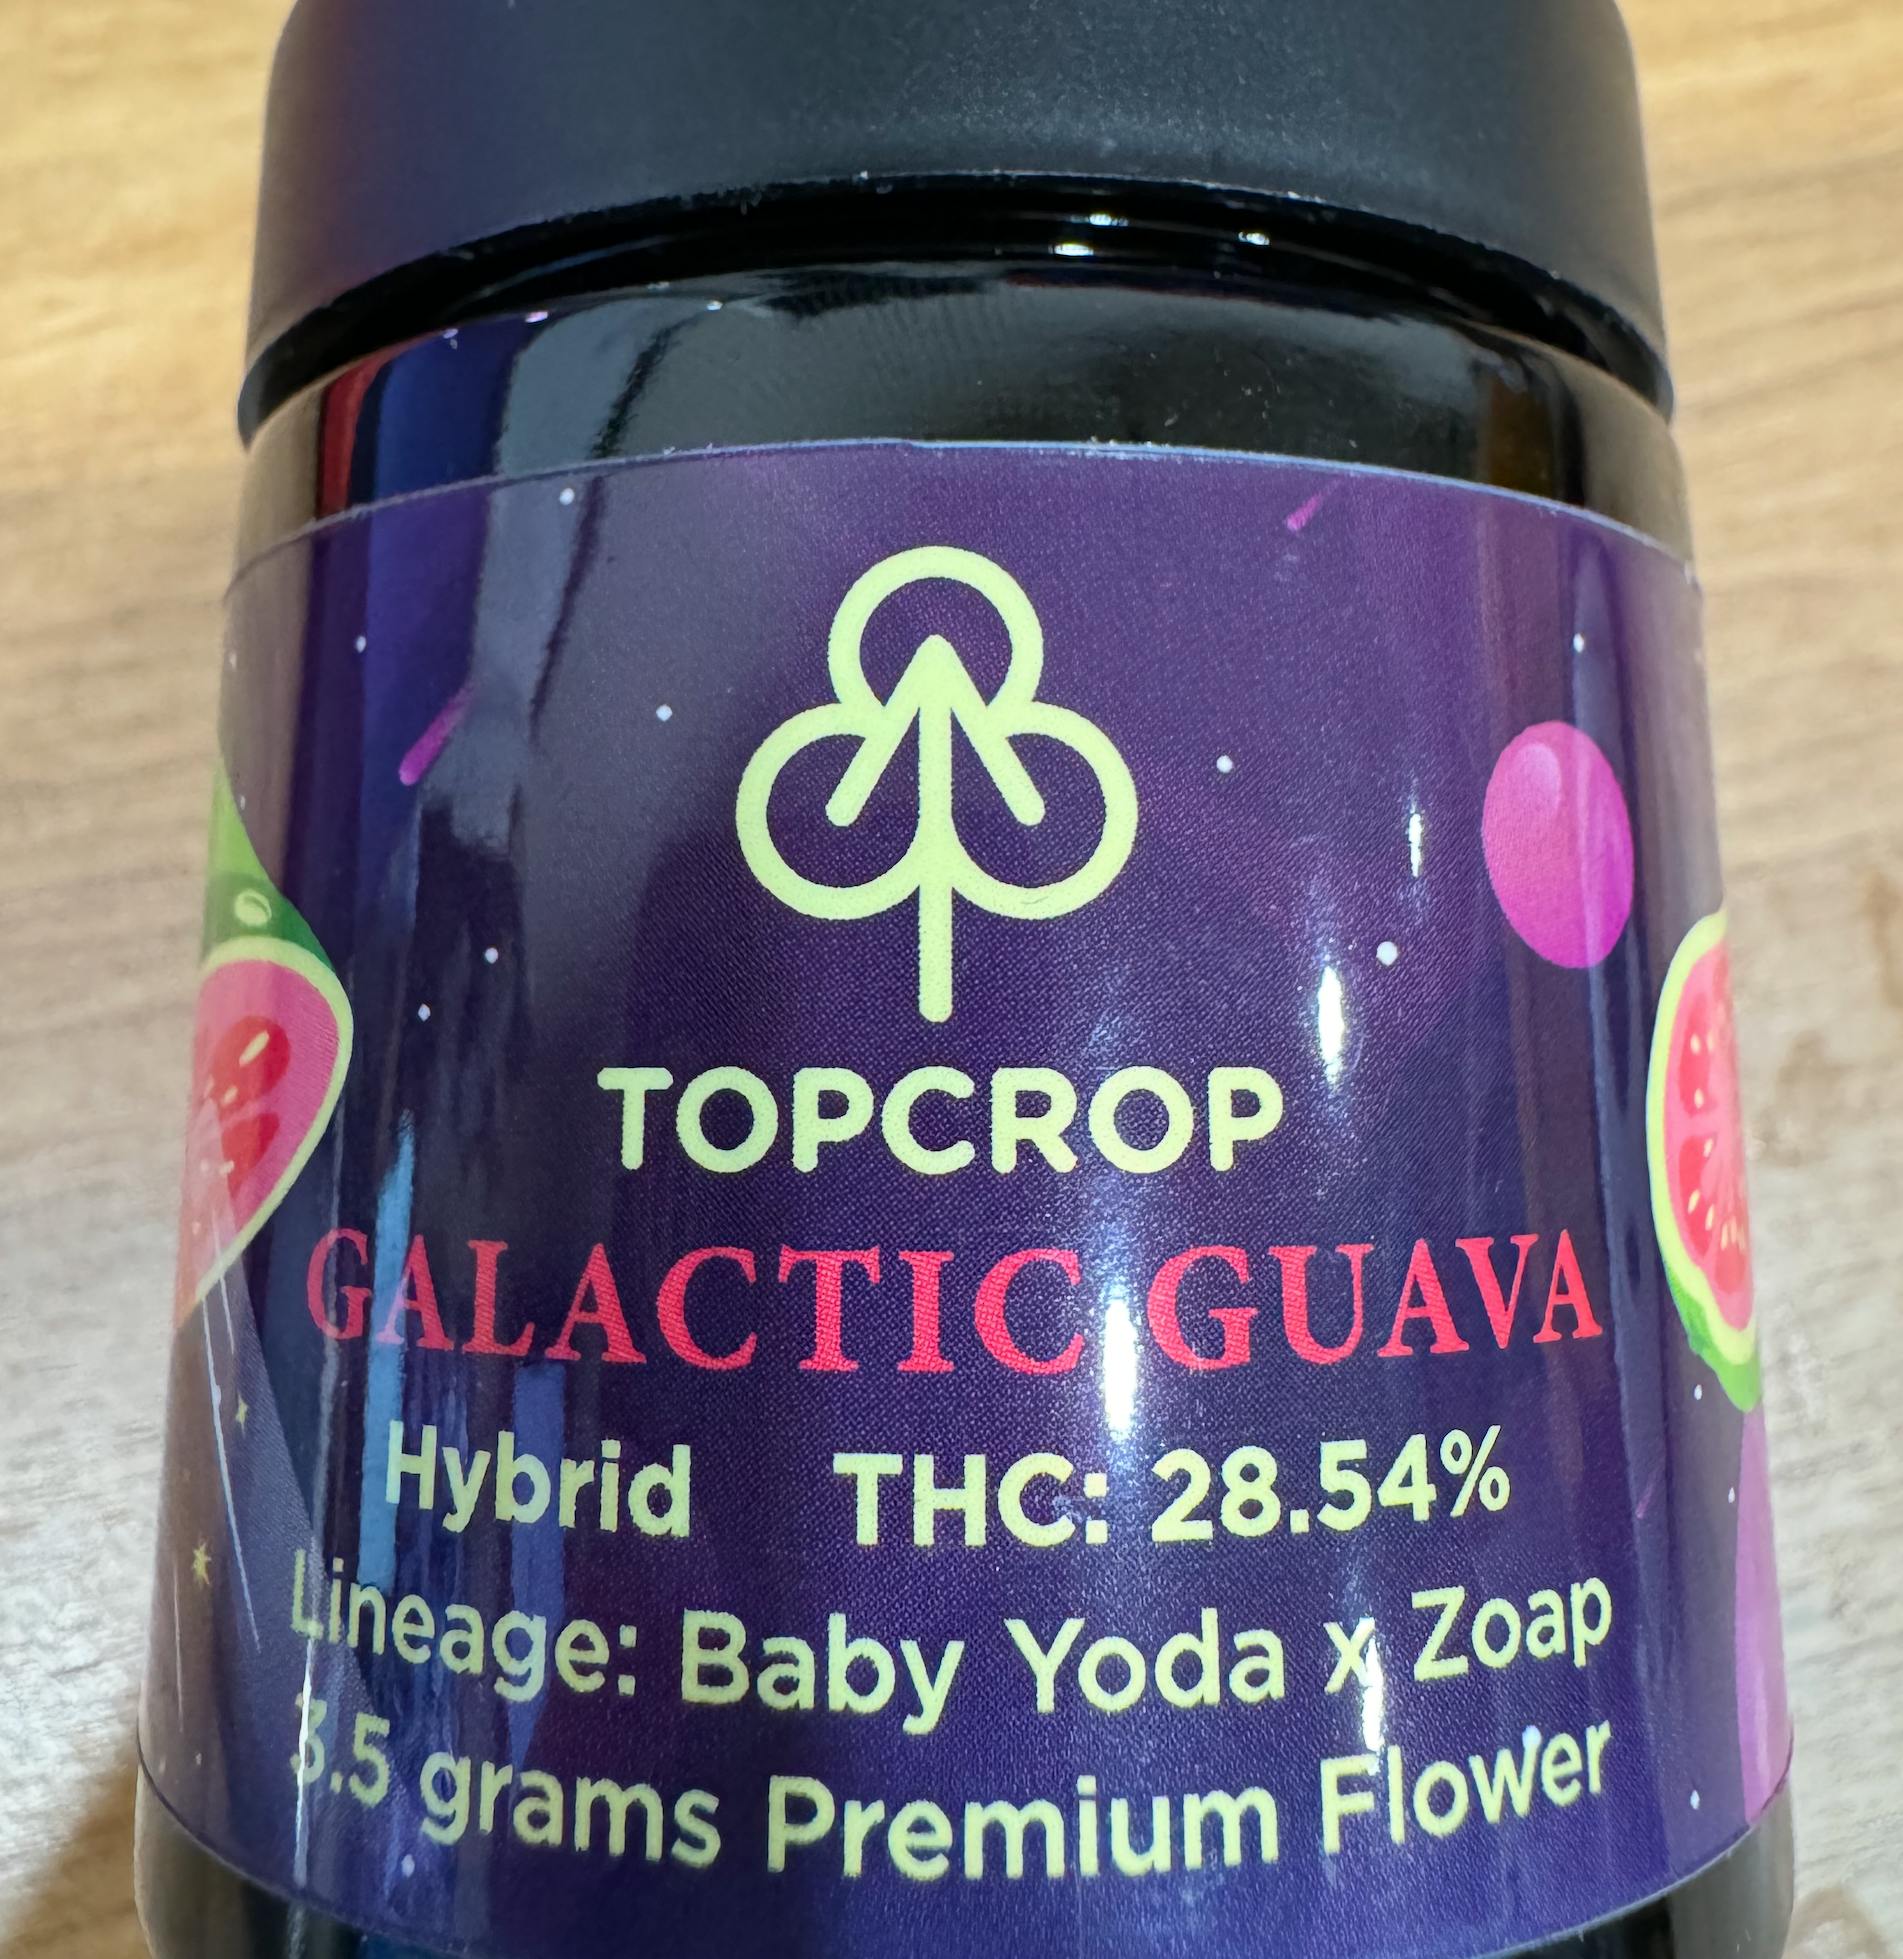 TOPCROP
GALACTIC GUAVA
Hybrid THC: 28.54%
Lineage: Baby Yoda x Zoap
3.5 grams Premium Flower